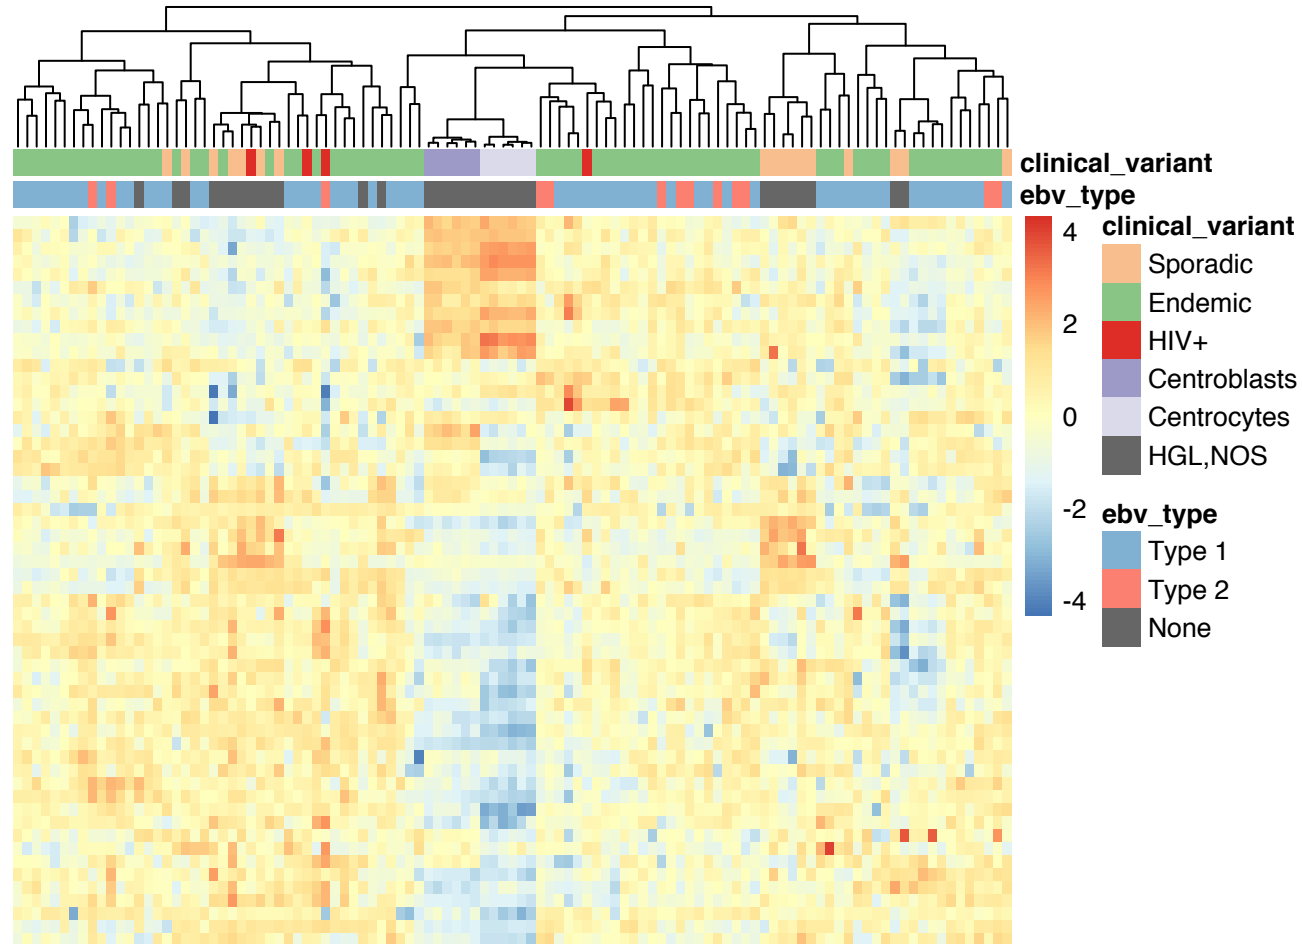 clinical_variant
ebv_type
4
2
0
-2
-4
clinical_variant
Sporadic
Endemic
HIV+
Centroblasts
Centrocytes
HGL,NOS
ebv_type
Type 1
Type 2
None